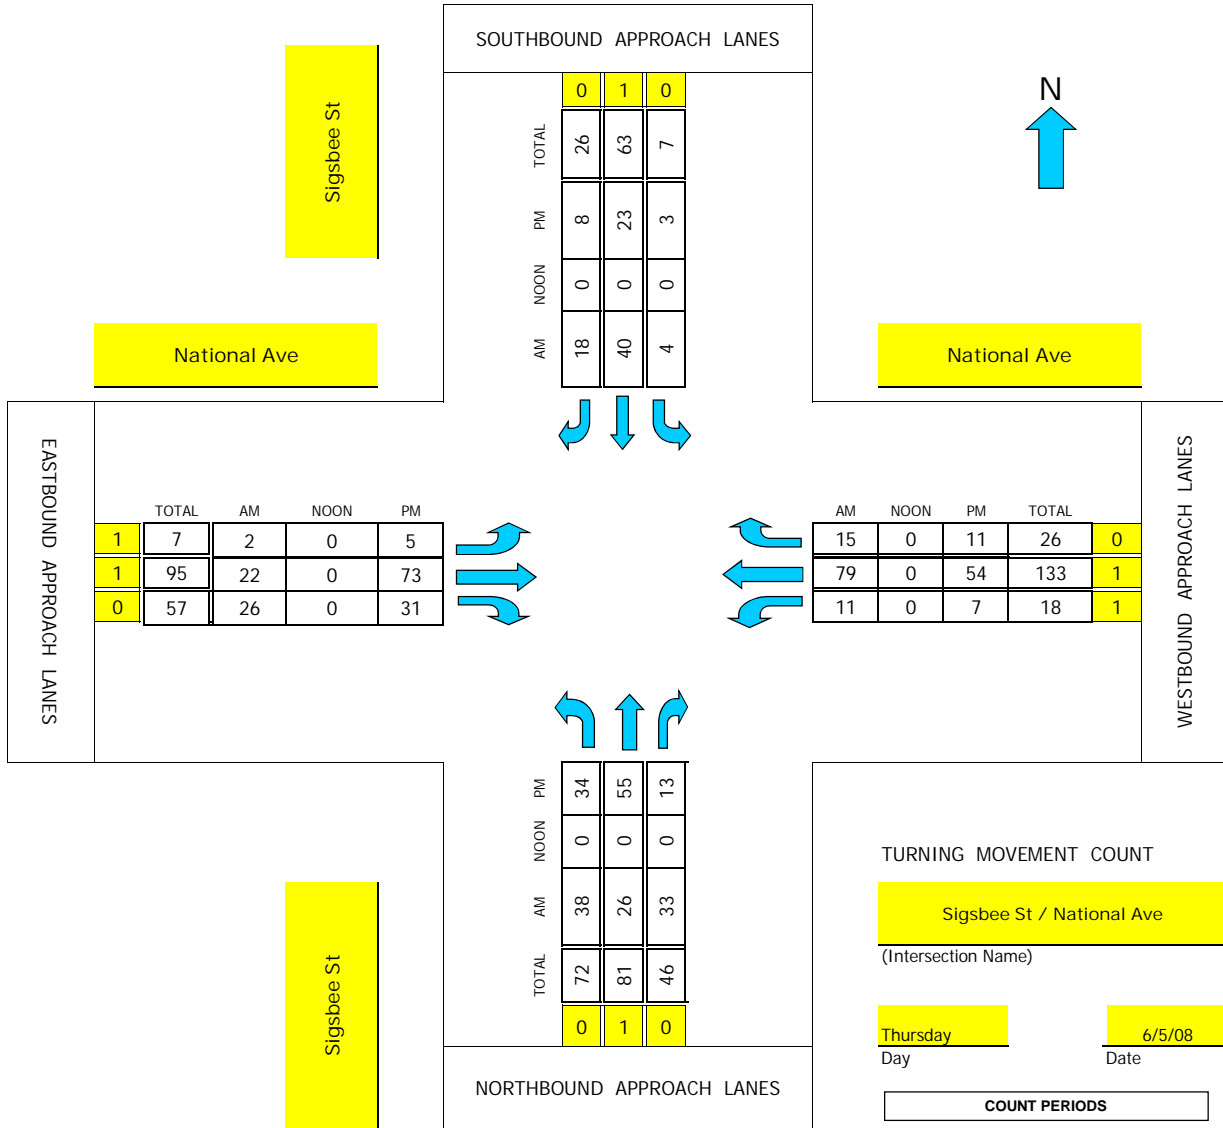 SOUTHBOUND APPROACH LANES
0 1 0
TOTAL 26 63 7
PM 8 23 3
NOON 0 0 0
AM 18 40 4
Sigsbee St
N
National Ave
National Ave
EASTBOUND APPROACH LANES
TOTAL AM NOON PM
1 7 2 0 5
1 95 22 0 73
0 57 26 0 31
AM NOON PM TOTAL
15 0 11 26 0
79 0 54 133 1
11 0 7 18 1
WESTBOUND APPROACH LANES
PM 34 55 13
NOON 0 0 0
AM 38 26 33
TOTAL 72 81 46
0 1 0
Sigsbee St
NORTHBOUND APPROACH LANES
TURNING MOVEMENT COUNT
Sigsbee St / National Ave
(Intersection Name)
Thursday 6/5/08
Day Date
COUNT PERIODS